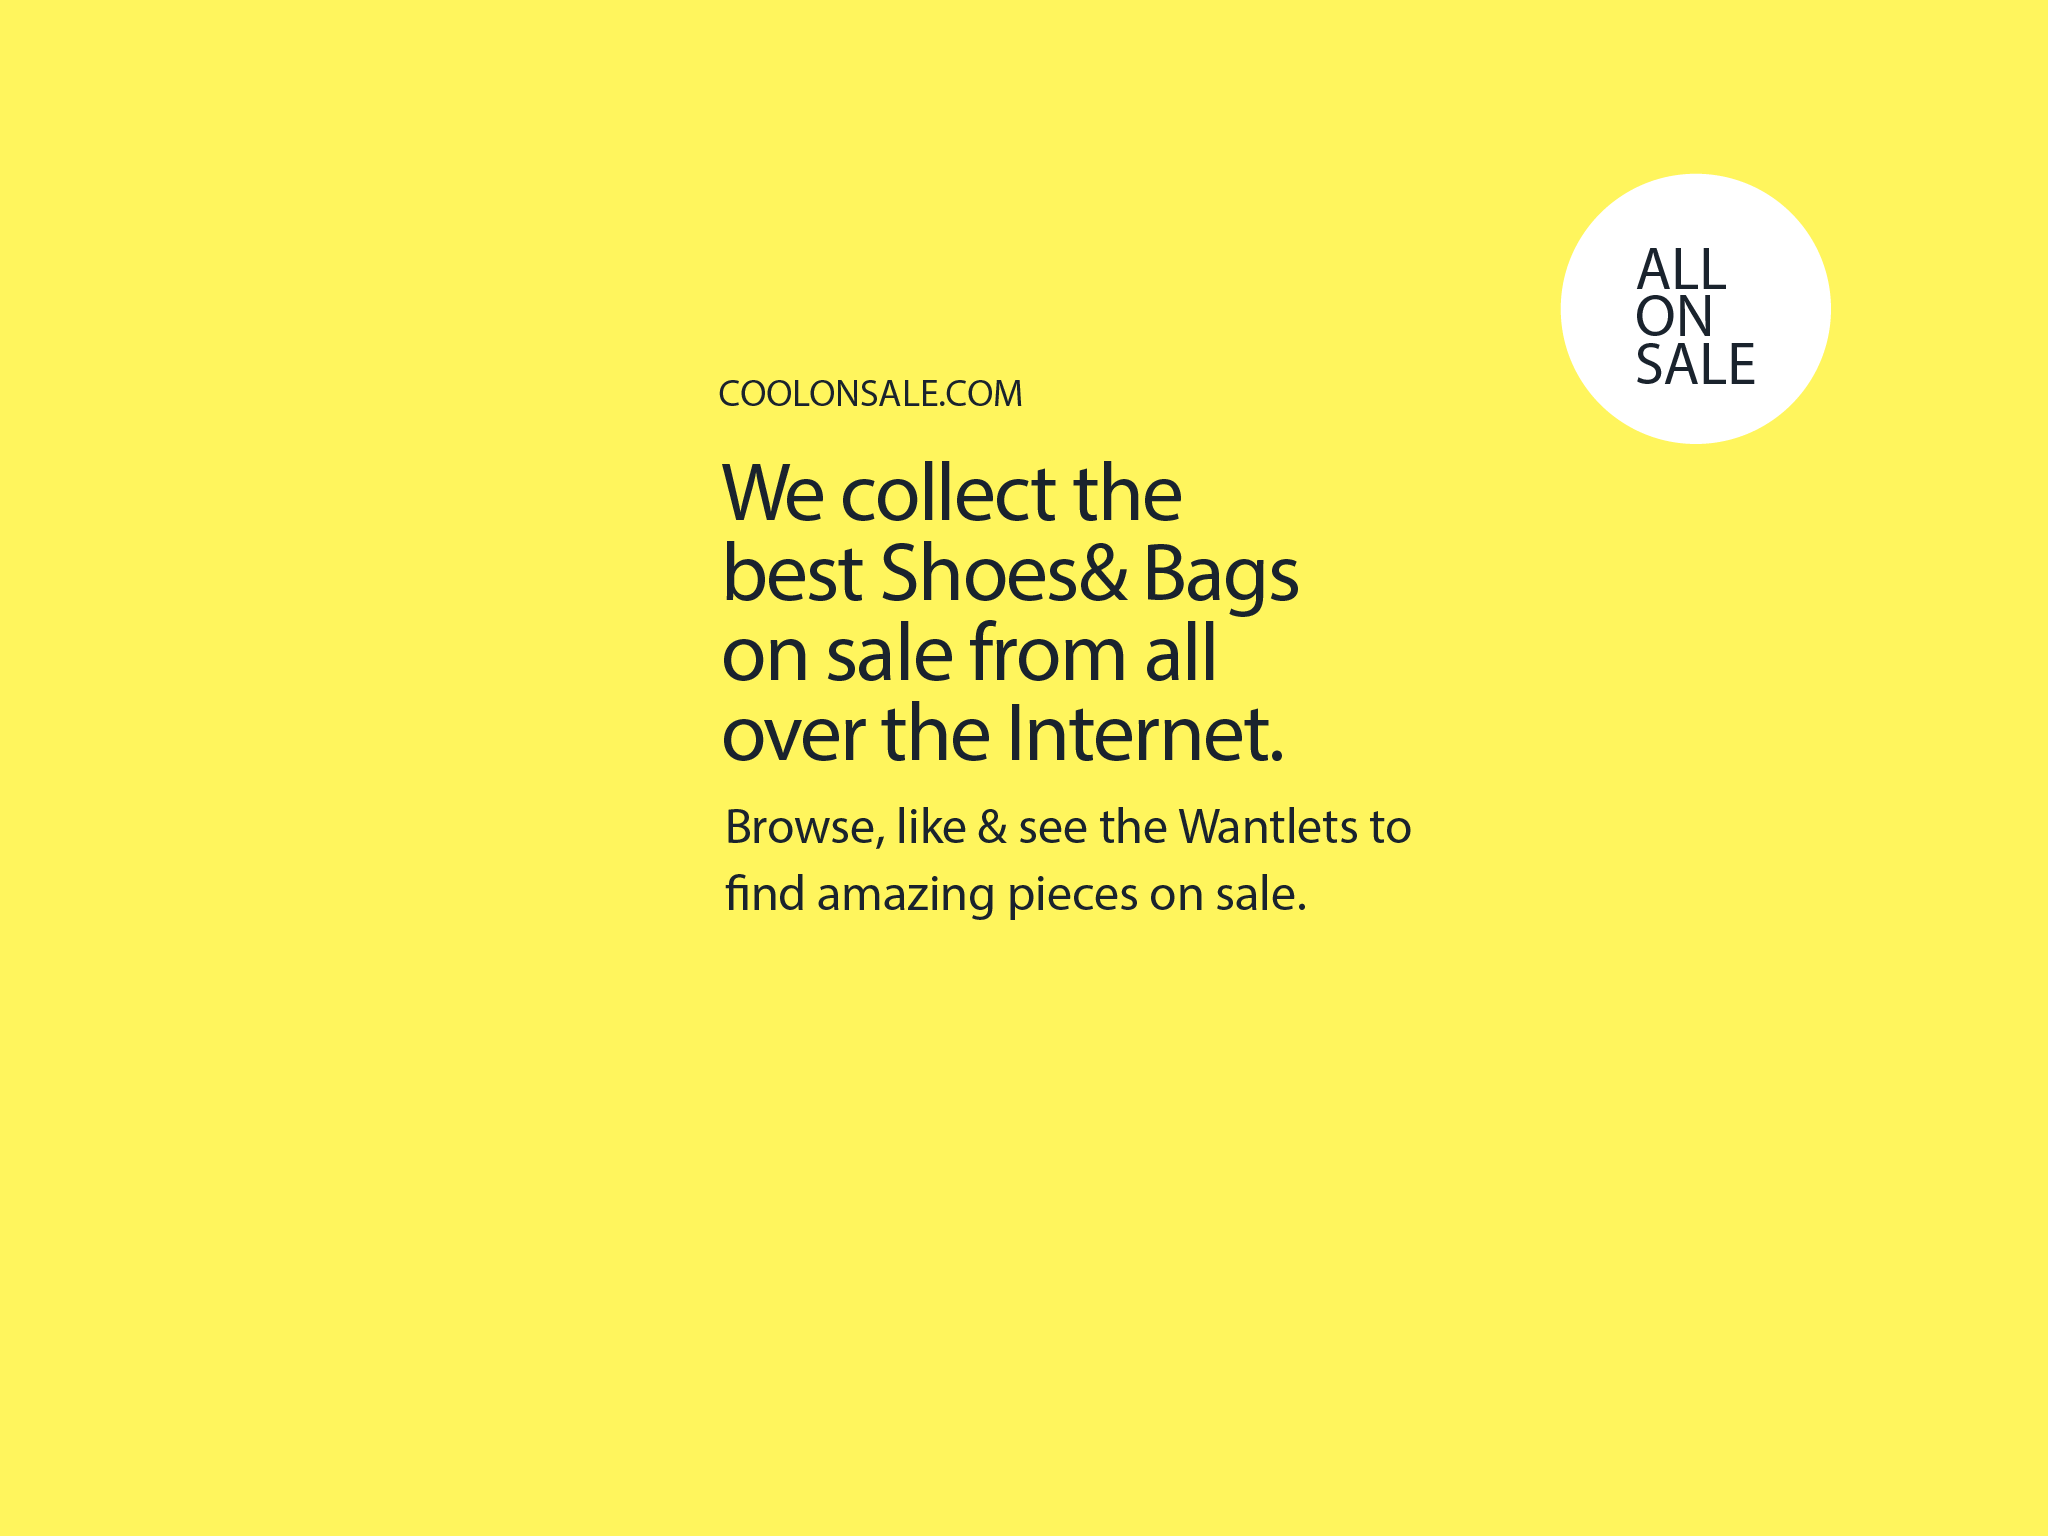 ALL
ON
SALE
COOLONSALE.COM
We collect the
best Shoes& Bags
on sale from all
over the Internet.
Browse, like & see the Wantlets to
find amazing pieces on sale.